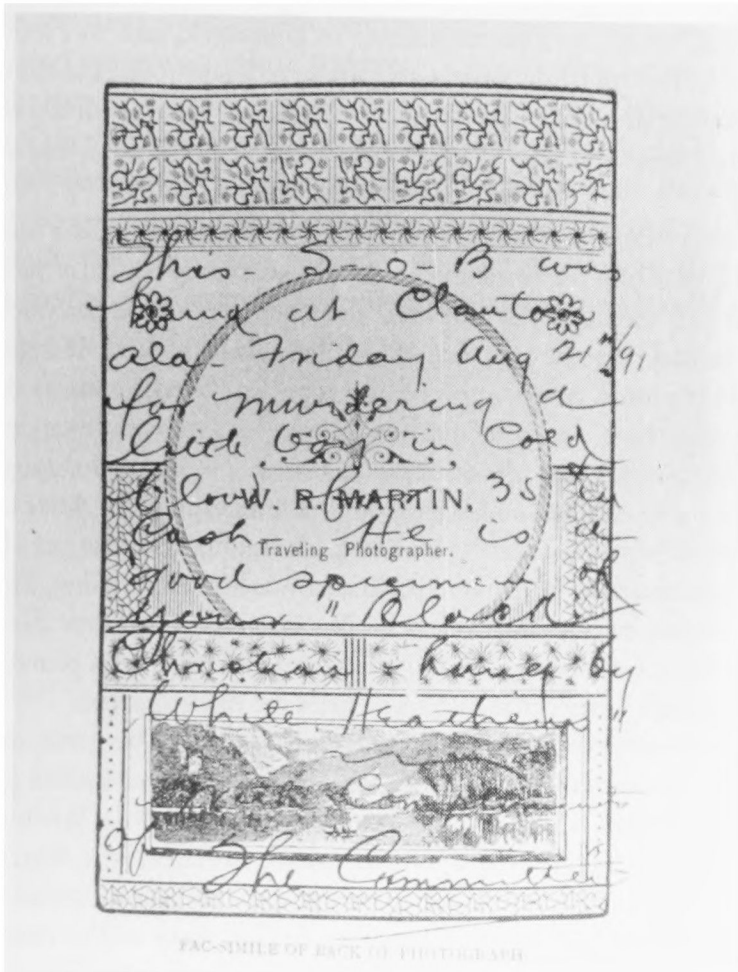 This - S - o - B was
hung at Clanton
Ala - Friday Aug 21st/91
for murdering a
little boy in cold
blood for 35 in
W. R. MARTIN,
Cash - He is a
Traveling Photographer.
good specimen of
your "Black
Christian hung by
White Heathens"
with Compliments
of The Committee
FAC-SIMILE OF BACK OF PHOTOGRAPH